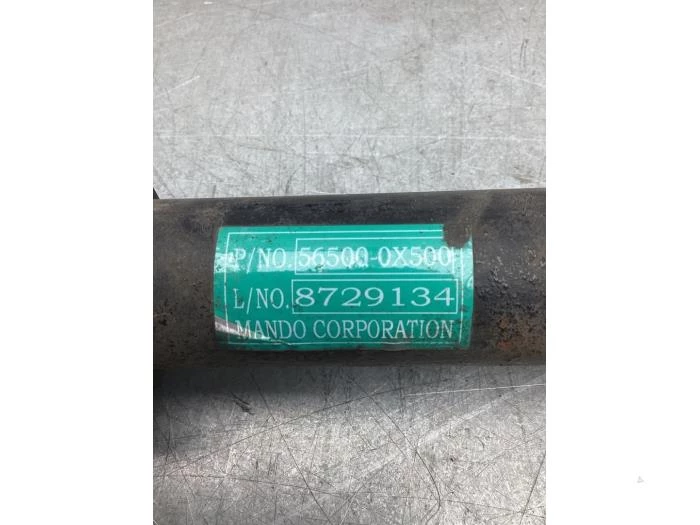 P/NO. 56500-0X500
L/NO. 8729134
MANDO CORPORATION